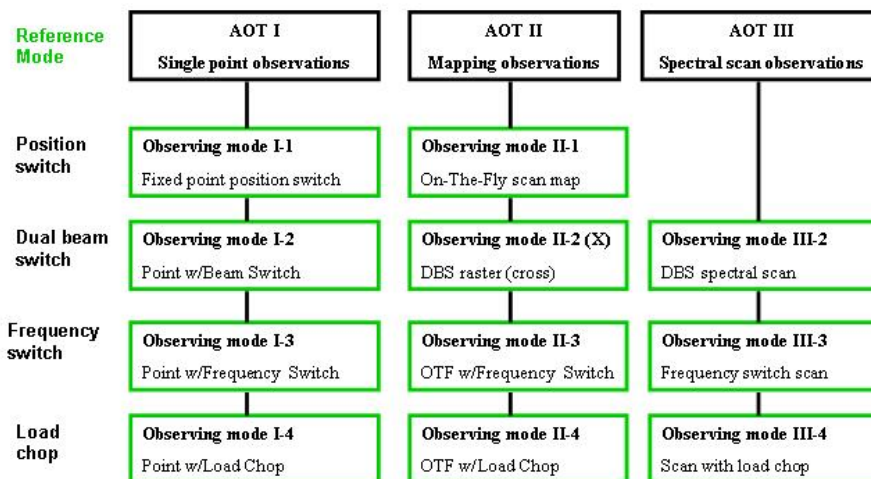 Reference
Mode
AOT I
Single point observations
AOT II
Mapping observations
AOT III
Spectral scan observations
Position
switch
Observing mode I-1
Fixed point position switch
Observing mode II-1
On-The-Fly scan map
Dual beam
switch
Observing mode I-2
Point w/Beam Switch
Observing mode II-2 (X)
DBS raster (cross)
Observing mode III-2
DBS spectral scan
Frequency
switch
Observing mode I-3
Point w/Frequency Switch
Observing mode II-3
OTF w/Frequency Switch
Observing mode III-3
Frequency switch scan
Load
chop
Observing mode I-4
Point w/Load Chop
Observing mode II-4
OTF w/Load Chop
Observing mode III-4
Scan with load chop